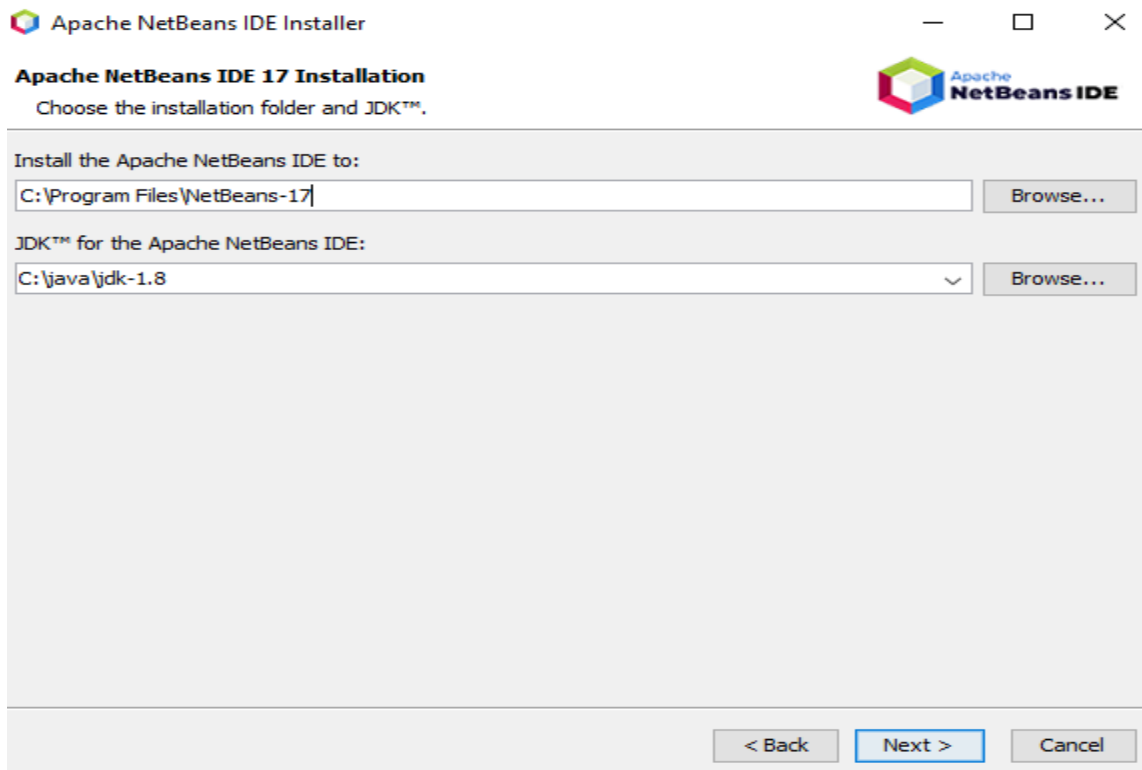 Apache NetBeans IDE Installer
Apache NetBeans IDE 17 Installation
Choose the installation folder and JDK™.
Apache
NetBeans IDE
Install the Apache NetBeans IDE to:
C:\Program Files\NetBeans-17
Browse...
JDK™ for the Apache NetBeans IDE:
C:\java\jdk-1.8
Browse...
< Back
Next >
Cancel